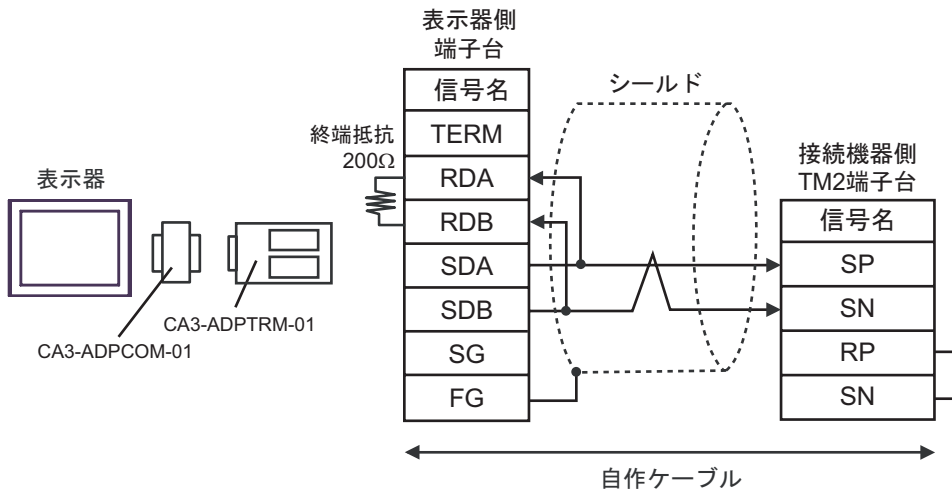 表示器側
端子台
信号名
TERM
RDA
RDB
SDA
SDB
SG
FG
終端抵抗
200Ω
シールド
接続機器側
TM2端子台
信号名
SP
SN
RP
SN
表示器
CA3-ADPTRM-01
CA3-ADPCOM-01
自作ケーブル